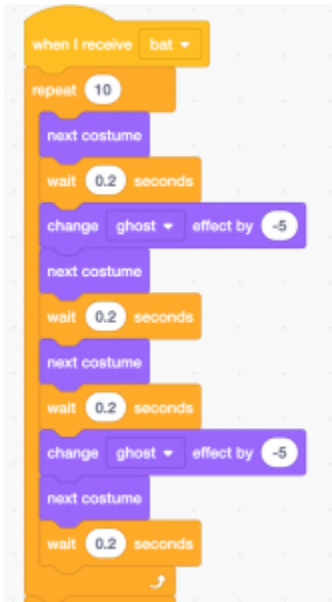 when I receive bat
repeat 10
next costume
wait 0.2 seconds
change ghost effect by -5
next costume
wait 0.2 seconds
next costume
wait 0.2 seconds
change ghost effect by -5
next costume
wait 0.2 seconds